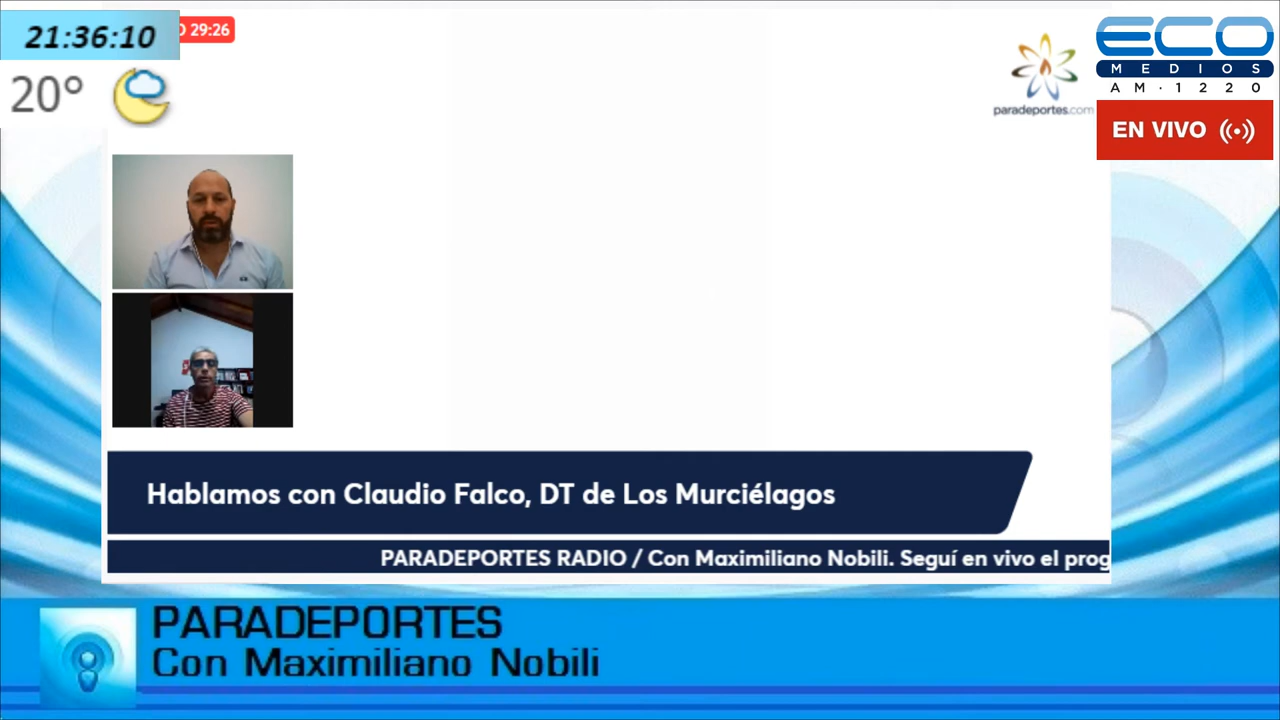 21:36:10
29:26
20°
paradeportes.com
ECO
MEDIOS
AM·1220
EN VIVO
Hablamos con Claudio Falco, DT de Los Murciélagos
PARADEPORTES RADIO / Con Maximiliano Nobili. Seguí en vivo el prog
PARADEPORTES
Con Maximiliano Nobili